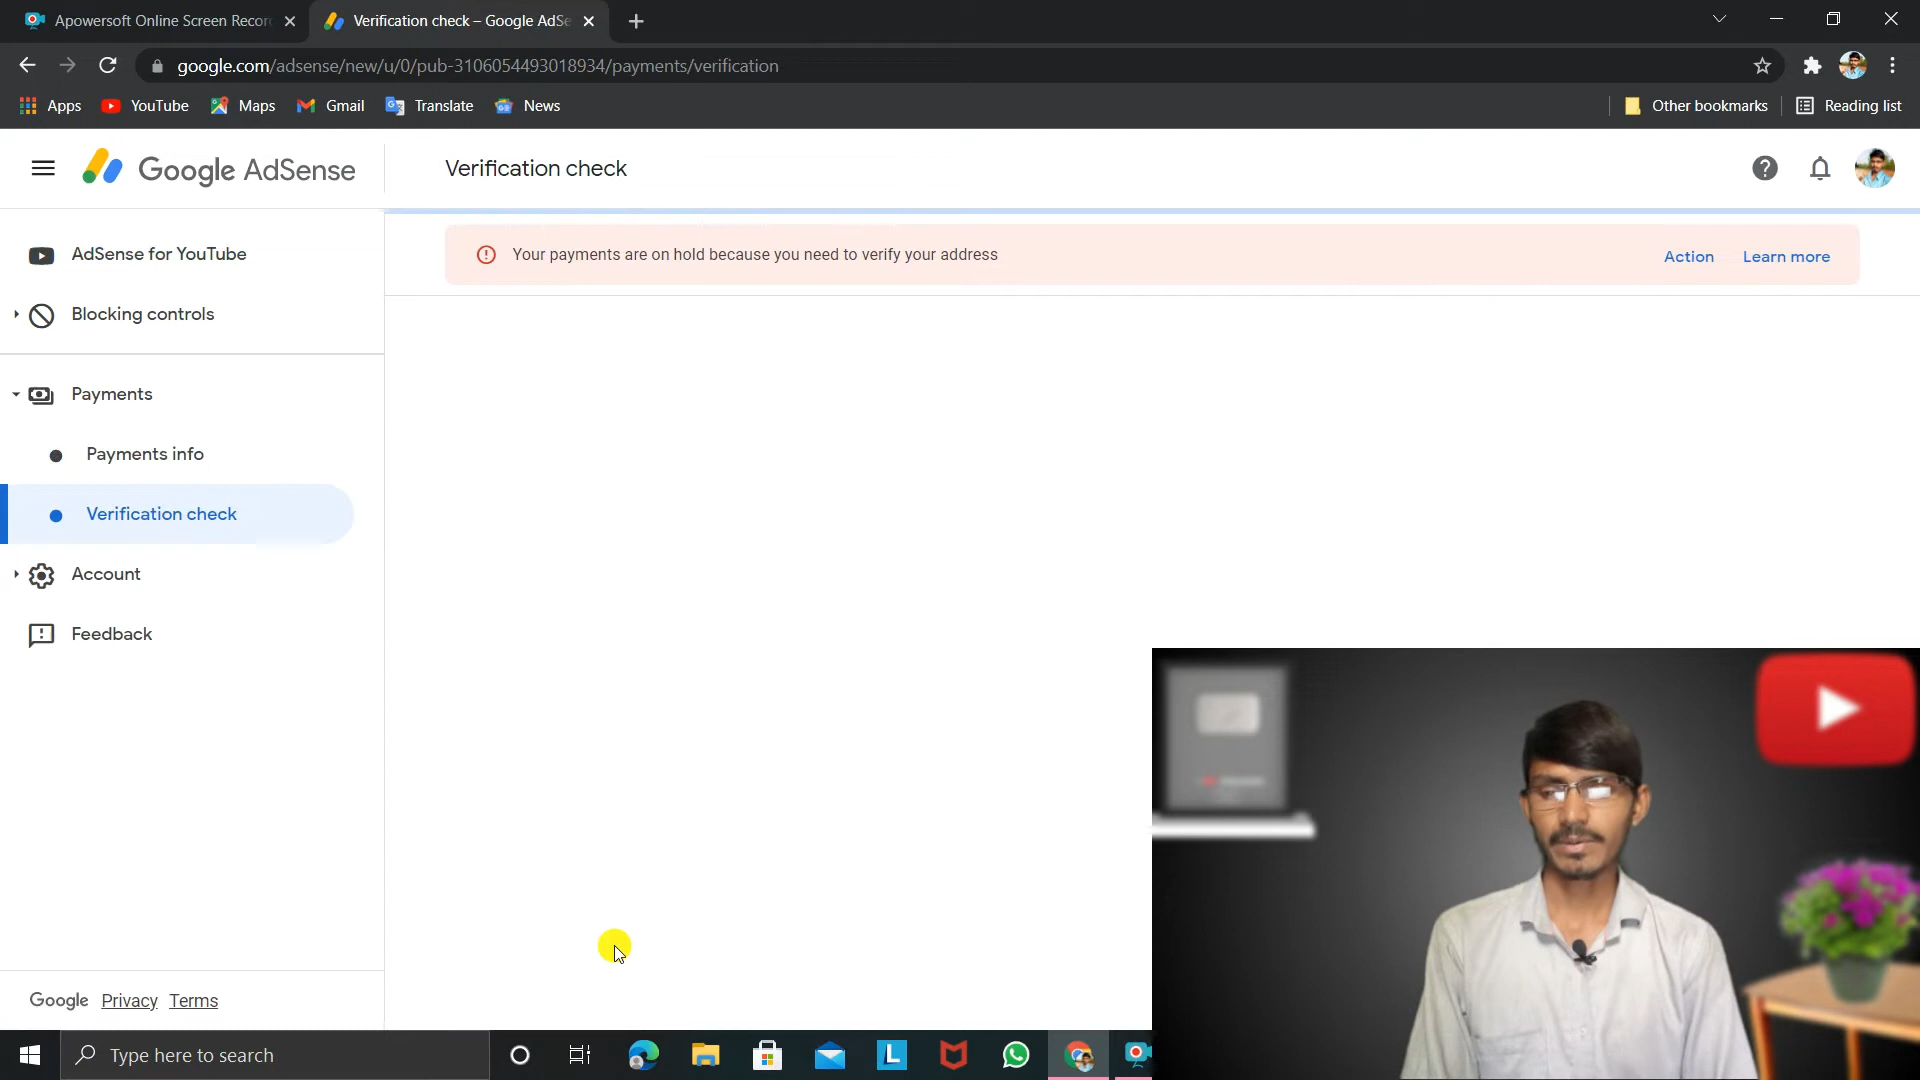 Apowersoft Online Screen Recor
Verification check – Google AdSe
google.com/adsense/new/u/0/pub-3106054493018934/payments/verification
Apps
YouTube
Maps
Gmail
Translate
News
Other bookmarks
Reading list
Google AdSense
Verification check
AdSense for YouTube
Your payments are on hold because you need to verify your address
Action
Learn more
Blocking controls
Payments
Payments info
Verification check
Account
Feedback
Google Privacy Terms
Type here to search